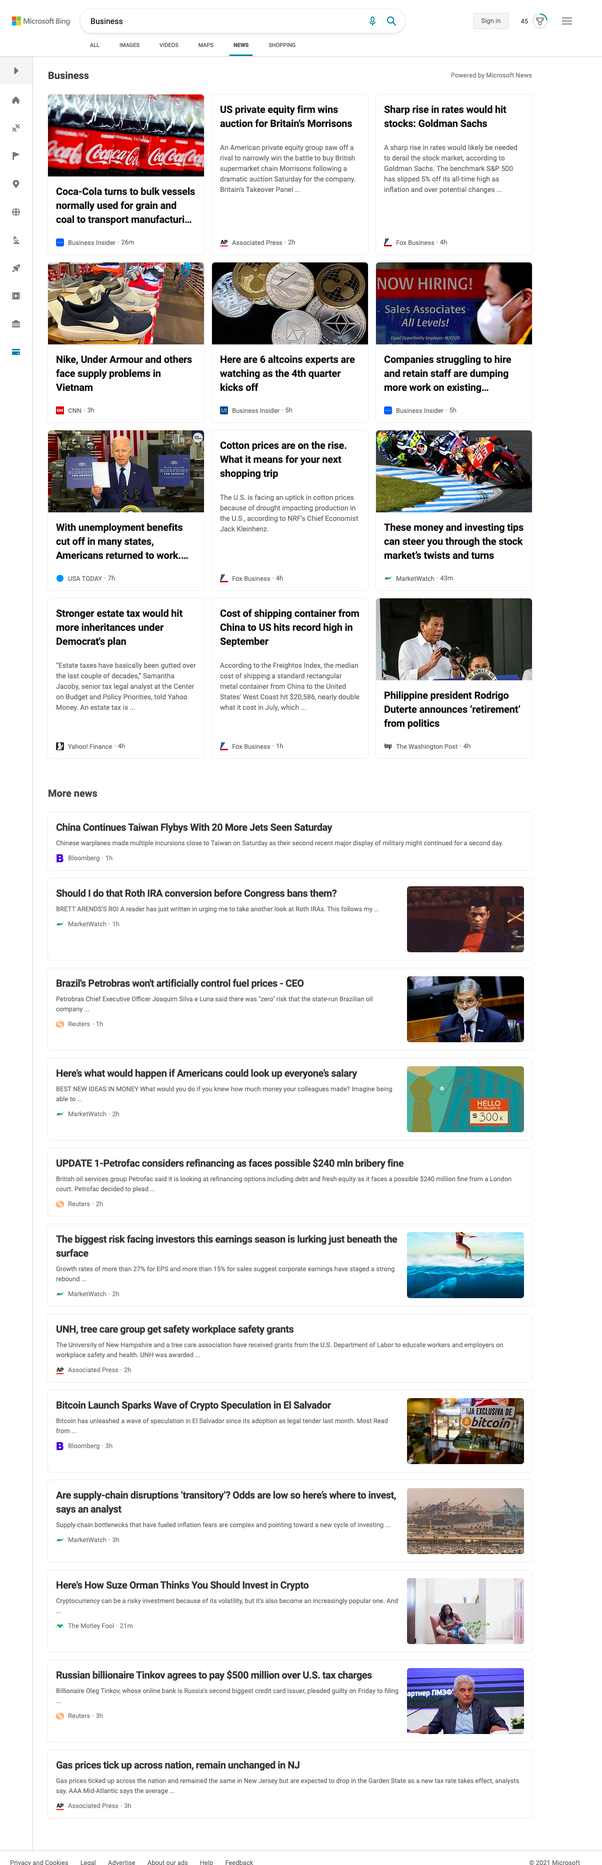 Microsoft Bing
Business
Sign in
45
ALL
IMAGES
VIDEOS
MAPS
NEWS
SHOPPING
Business
Powered by Microsoft News
Coca-Cola turns to bulk vessels
normally used for grain and
coal to transport manufacturi...
Business Insider · 26m
US private equity firm wins
auction for Britain's Morrisons
An American private equity group saw off a
rival to narrowly win the battle to buy British
supermarket chain Morrisons following a
dramatic auction Saturday for the company.
Britain's Takeover Panel ...
AP
Associated Press · 2h
Sharp rise in rates would hit
stocks: Goldman Sachs
A sharp rise in rates would likely be needed
to derail the stock market, according to
Goldman Sachs. The benchmark S&P 500
has slipped 5% off its all-time high as
inflation and over potential changes ...
Fox Business · 4h
Nike, Under Armour and others
face supply problems in
Vietnam
CNN · 3h
Here are 6 altcoins experts are
watching as the 4th quarter
kicks off
Business Insider · 5h
NOW HIRING!
Sales Associates
All Levels!
Companies struggling to hire
and retain staff are dumping
more work on existing...
Business Insider · 5h
With unemployment benefits
cut off in many states,
Americans returned to work....
USA TODAY · 7h
Cotton prices are on the rise.
What it means for your next
shopping trip
The U.S. is facing an uptick in cotton prices
because of drought impacting production in
the U.S., according to NRF's Chief Economist
Jack Kleinhenz.
Fox Business · 4h
93
These money and investing tips
can steer you through the stock
market's twists and turns
MarketWatch · 43m
Stronger estate tax would hit
more inheritances under
Democrat's plan
"Estate taxes have basically been gutted over
the last couple of decades," Samantha
Jacoby, senior tax legal analyst at the Center
on Budget and Policy Priorities, told Yahoo
Money. An estate tax is ...
Yahoo! Finance · 4h
Cost of shipping container from
China to US hits record high in
September
According to the Freightos Index, the median
cost of shipping a standard rectangular
metal container from China to the United
States' West Coast hit $20,586, nearly double
what it cost in July, which ...
Fox Business · 1h
Philippine president Rodrigo
Duterte announces 'retirement'
from politics
wp
The Washington Post · 4h
More news
China Continues Taiwan Flybys With 20 More Jets Seen Saturday
Chinese warplanes made multiple incursions close to Taiwan on Saturday as their second recent major display of military might continued for a second day.
B
Bloomberg · 1h
Should I do that Roth IRA conversion before Congress bans them?
BRETT ARENDS'S ROI A reader has just written in urging me to take another look at Roth IRAs. This follows my ...
MarketWatch · 1h
Brazil's Petrobras won't artificially control fuel prices - CEO
Petrobras Chief Executive Officer Joaquim Silva e Luna said there was "zero" risk that the state-run Brazilian oil
company ...
Reuters · 1h
Here's what would happen if Americans could look up everyone's salary
BEST NEW IDEAS IN MONEY What would you do if you knew how much money your colleagues made? Imagine being
able to ...
MarketWatch · 2h
HELLO
MY SALARY IS
$300K
UPDATE 1-Petrofac considers refinancing as faces possible $240 mln bribery fine
British oil services group Petrofac said it is looking at refinancing options including debt and fresh equity as it faces a possible $240 million fine from a London
court. Petrofac decided to plead ...
Reuters · 2h
The biggest risk facing investors this earnings season is lurking just beneath the
surface
Growth rates of more than 27% for EPS and more than 15% for sales suggest corporate earnings have staged a strong
rebound ...
MarketWatch · 2h
UNH, tree care group get safety workplace safety grants
The University of New Hampshire and a tree care association have received grants from the U.S. Department of Labor to educate workers and employers on
workplace safety and health. UNH was awarded ...
AP
Associated Press · 2h
Bitcoin Launch Sparks Wave of Crypto Speculation in El Salvador
Bitcoin has unleashed a wave of speculation in El Salvador since its adoption as legal tender last month. Most Read
from ...
B
Bloomberg · 3h
AJA EXCLUSIVA DE
bitcoin
Are supply-chain disruptions 'transitory'? Odds are low so here's where to invest,
says an analyst
Supply-chain bottlenecks that have fueled inflation fears are complex and pointing toward a new cycle of investing ...
MarketWatch · 3h
Here's How Suze Orman Thinks You Should Invest in Crypto
Cryptocurrency can be a risky investment because of its volatility, but it's also become an increasingly popular one. And
...
The Motley Fool · 21m
Russian billionaire Tinkov agrees to pay $500 million over U.S. tax charges
Billionaire Oleg Tinkov, whose online bank is Russia's second biggest credit card issuer, pleaded guilty on Friday to filing
...
Reuters · 3h
артнер ПМЭФ'
Gas prices tick up across nation, remain unchanged in NJ
Gas prices ticked up across the nation and remained the same in New Jersey but are expected to drop in the Garden State as a new tax rate takes effect, analysts
say. AAA Mid-Atlantic says the average ...
AP
Associated Press · 3h
Privacy and Cookies
Legal
Advertise
About our ads
Help
Feedback
© 2021 Microsoft